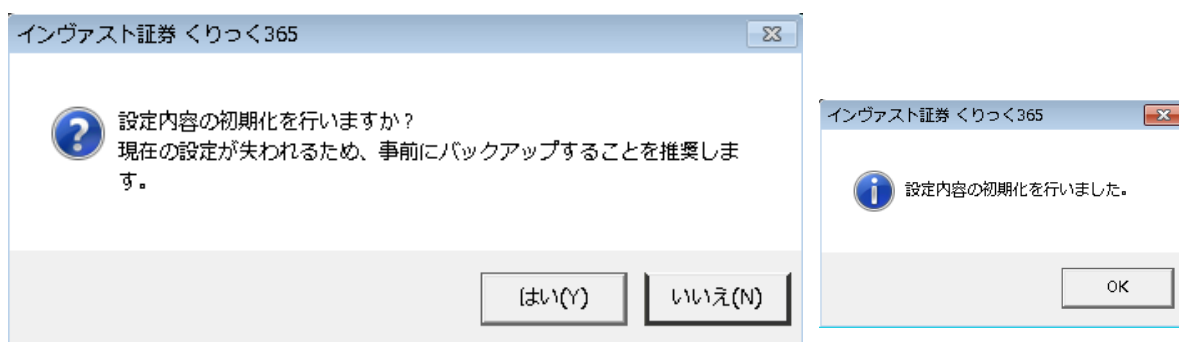 インヴァスト証券 くりっく365
設定内容の初期化を行いますか？
現在の設定が失われるため、事前にバックアップすることを推奨しま
す。
はい(Y)
いいえ(N)
インヴァスト証券 くりっく365
設定内容の初期化を行いました。
OK